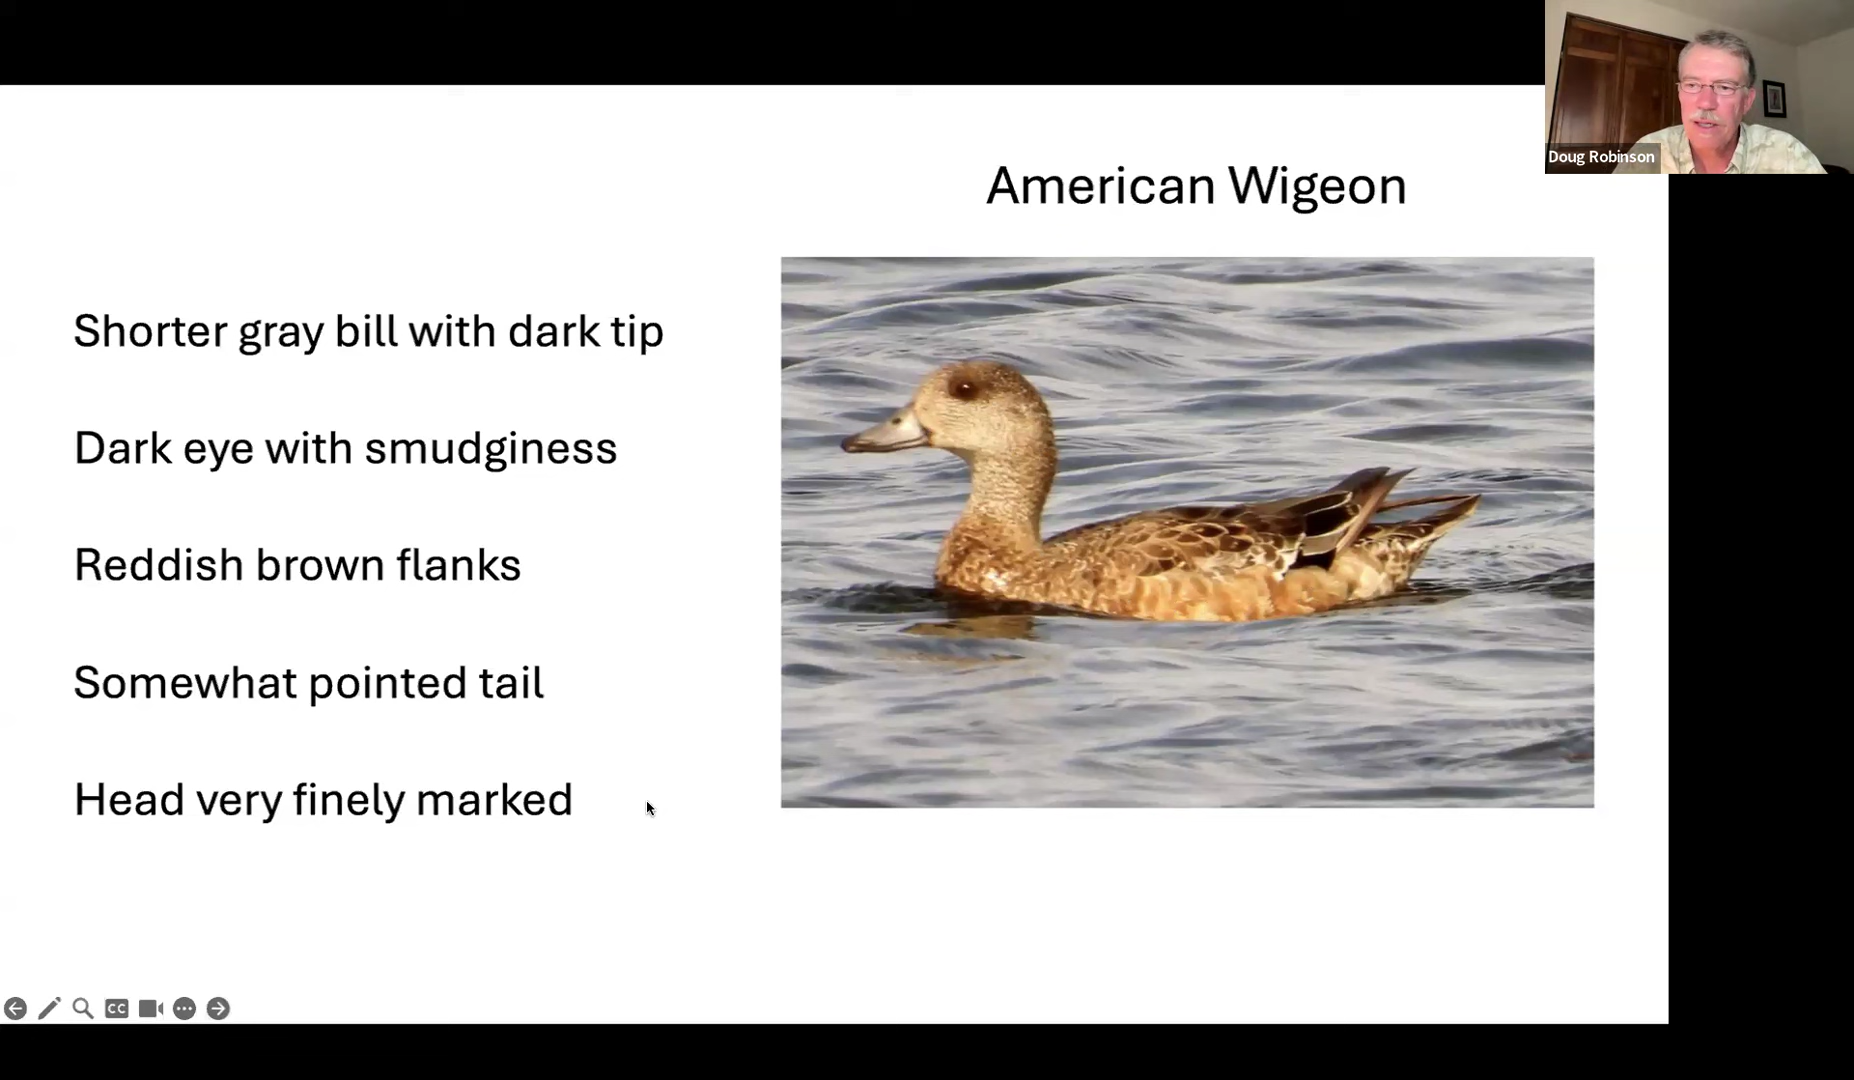 Doug Robinson
American Wigeon
Shorter gray bill with dark tip
Dark eye with smudginess
Reddish brown flanks
Somewhat pointed tail
Head very finely marked
CC